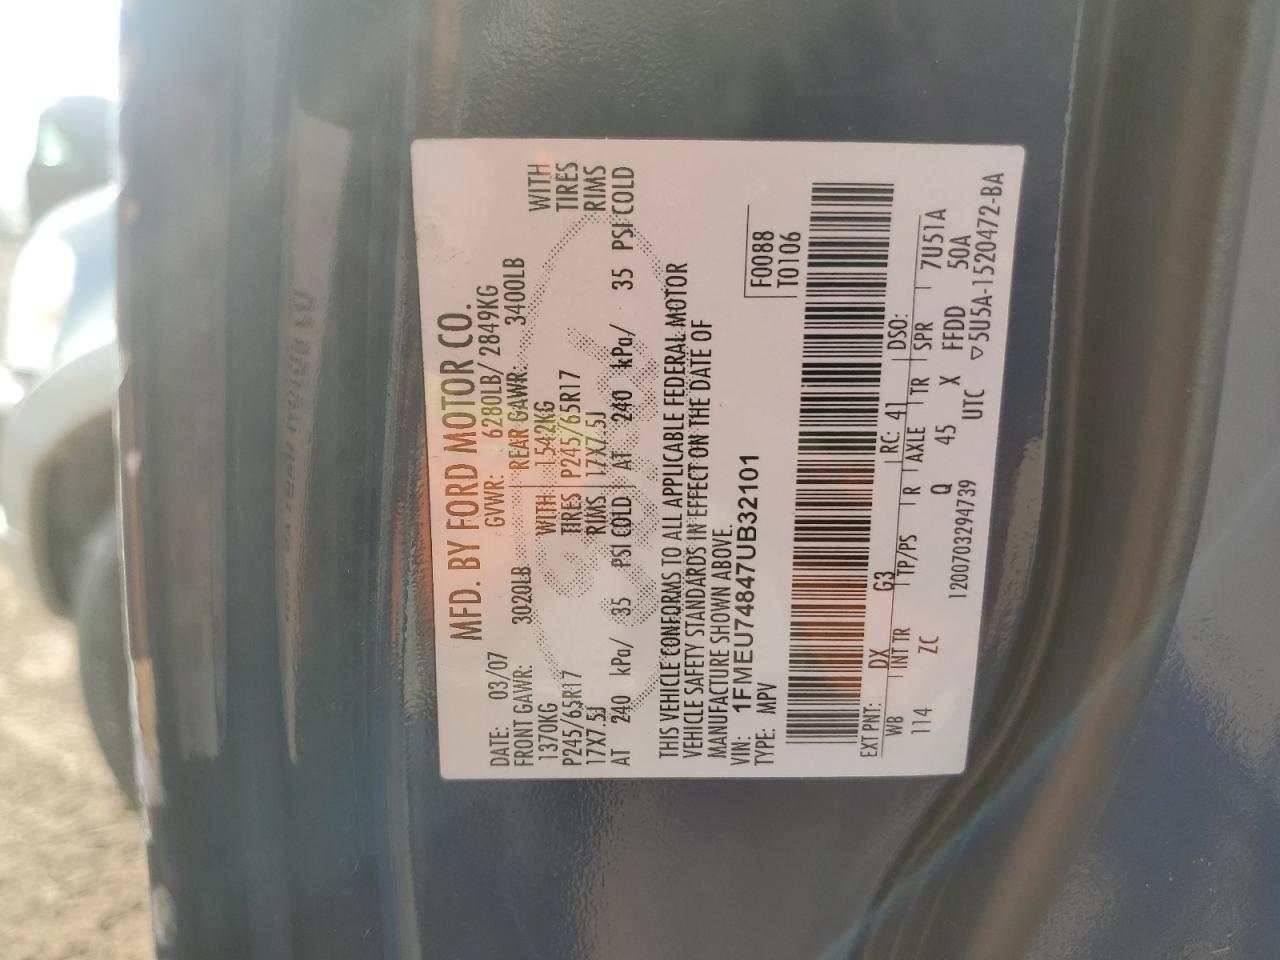 MFD. BY FORD MOTOR CO.
DATE: 03/07 GVWR: 6280LB/ 2849KG
FRONT GAWR: 3020LB REAR GAWR: 3400LB
1370KG WITH 1542KG WITH
P245/65R17 TIRES P245/65R17 TIRES
17X7.5J RIMS 17X7.5J RIMS
AT 240 kPa/ 35 PSI COLD AT 240 kPa/ 35 PSI COLD
THIS VEHICLE CONFORMS TO ALL APPLICABLE FEDERAL MOTOR
VEHICLE SAFETY STANDARDS IN EFFECT ON THE DATE OF
MANUFACTURE SHOWN ABOVE.
VIN: 1FMEU74847UB32101
TYPE: MPV
F0088
T0106
EXT PNT: DX G3 RC: 41 DSO:
WB INT TR TP/PS R AXLE TR SPR 7U51A
114 ZC Q 45 X FFDD 50A
UTC ▽5U5A-1520472-BA
1200703294739